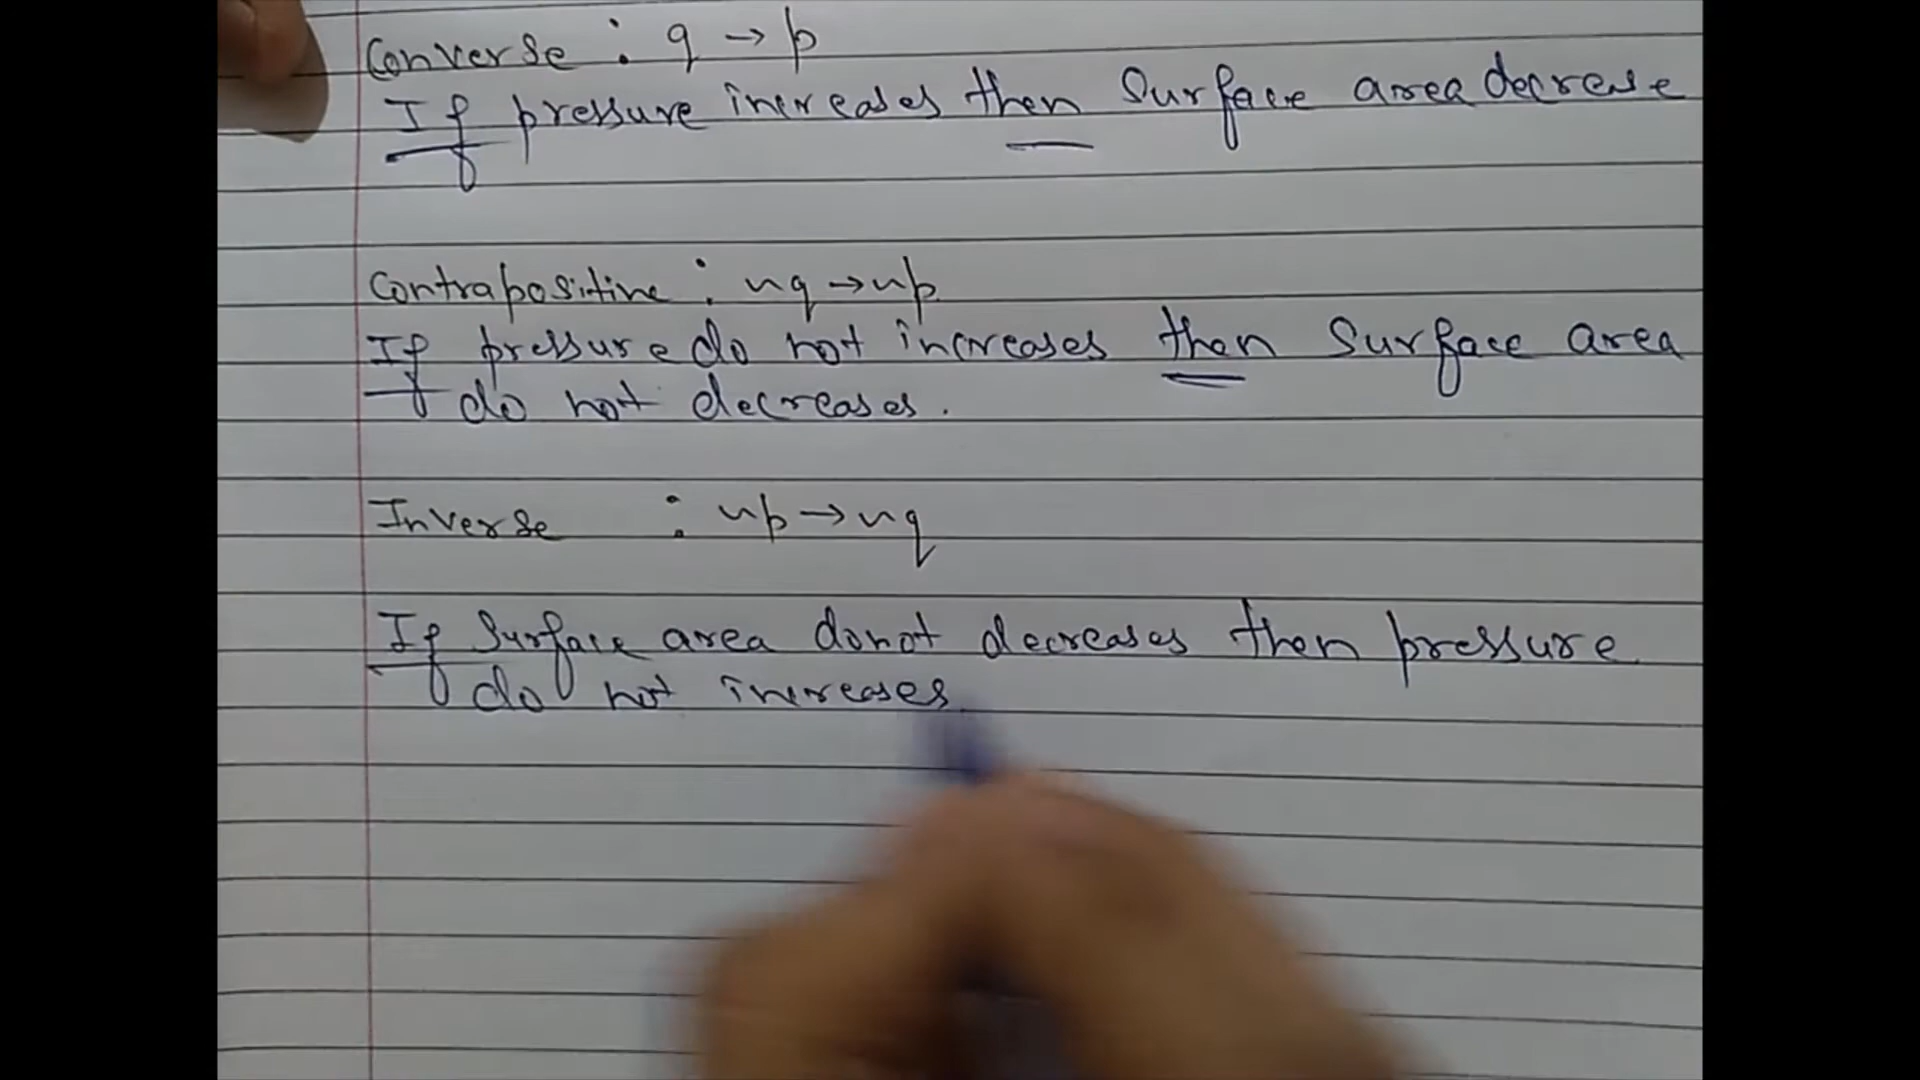 Converse : q → p
If pressure increases then Surface area decrease
Contrapositive : ~q → ~p
If pressure do not increases then Surface area
do not decreases.
Inverse : ~p → ~q
If Surface area donot decreases then pressure
do not increases